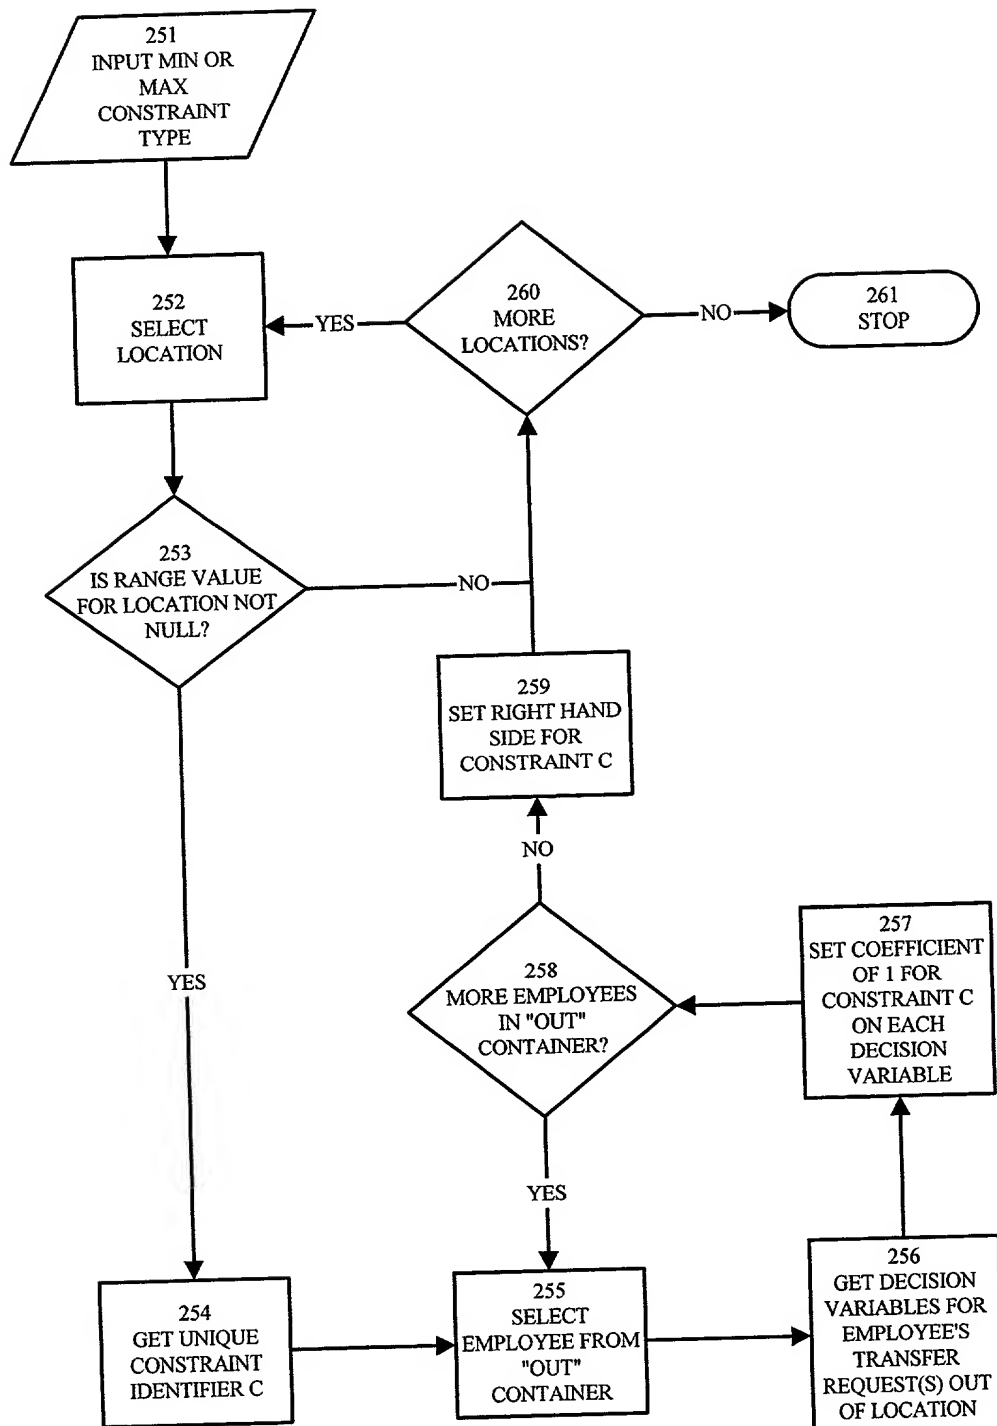 251
INPUT MIN OR
MAX
CONSTRAINT
TYPE
252
SELECT
LOCATION
YES
260
MORE
LOCATIONS?
NO
261
STOP
253
IS RANGE VALUE
FOR LOCATION NOT
NULL?
NO
259
SET RIGHT HAND
SIDE FOR
CONSTRAINT C
NO
YES
258
MORE EMPLOYEES
IN "OUT"
CONTAINER?
257
SET COEFFICIENT
OF 1 FOR
CONSTRAINT C
ON EACH
DECISION
VARIABLE
YES
254
GET UNIQUE
CONSTRAINT
IDENTIFIER C
255
SELECT
EMPLOYEE FROM
"OUT"
CONTAINER
256
GET DECISION
VARIABLES FOR
EMPLOYEE'S
TRANSFER
REQUEST(S) OUT
OF LOCATION